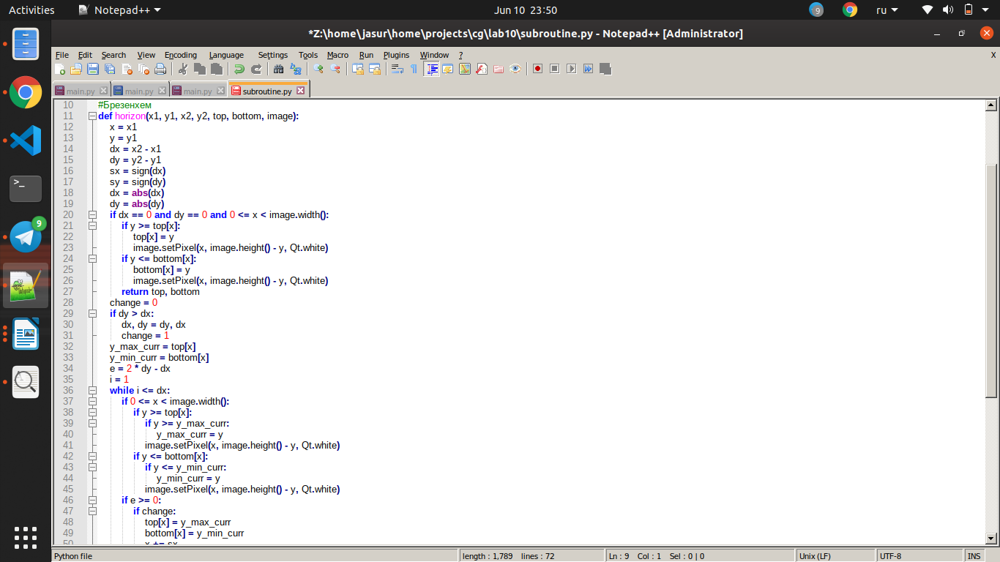 Activities Notepad++ Jun 10 23:50 9 ru
*Z:\home\jasur\home\projects\cg\lab10\subroutine.py - Notepad++ [Administrator]
File Edit Search View Encoding Language Settings Tools Macro Run Plugins Window ? X
main.py main.py main.py subroutine.py
10 #Брезенхем
11 def horizon(x1, y1, x2, y2, top, bottom, image):
12 x = x1
13 y = y1
14 dx = x2 - x1
15 dy = y2 - y1
16 sx = sign(dx)
17 sy = sign(dy)
18 dx = abs(dx)
19 dy = abs(dy)
20 if dx == 0 and dy == 0 and 0 <= x < image.width():
21 if y >= top[x]:
22 top[x] = y
23 image.setPixel(x, image.height() - y, Qt.white)
24 if y <= bottom[x]:
25 bottom[x] = y
26 image.setPixel(x, image.height() - y, Qt.white)
27 return top, bottom
28 change = 0
29 if dy > dx:
30 dx, dy = dy, dx
31 change = 1
32 y_max_curr = top[x]
33 y_min_curr = bottom[x]
34 e = 2 * dy - dx
35 i = 1
36 while i <= dx:
37 if 0 <= x < image.width():
38 if y >= top[x]:
39 if y >= y_max_curr:
40 y_max_curr = y
41 image.setPixel(x, image.height() - y, Qt.white)
42 if y <= bottom[x]:
43 if y <= y_min_curr:
44 y_min_curr = y
45 image.setPixel(x, image.height() - y, Qt.white)
46 if e >= 0:
47 if change:
48 top[x] = y_max_curr
49 bottom[x] = y_min_curr
50 x += sx
>_
9
Python file length : 1,789 lines : 72 Ln : 9 Col : 1 Sel : 0 | 0 Unix (LF) UTF-8 INS